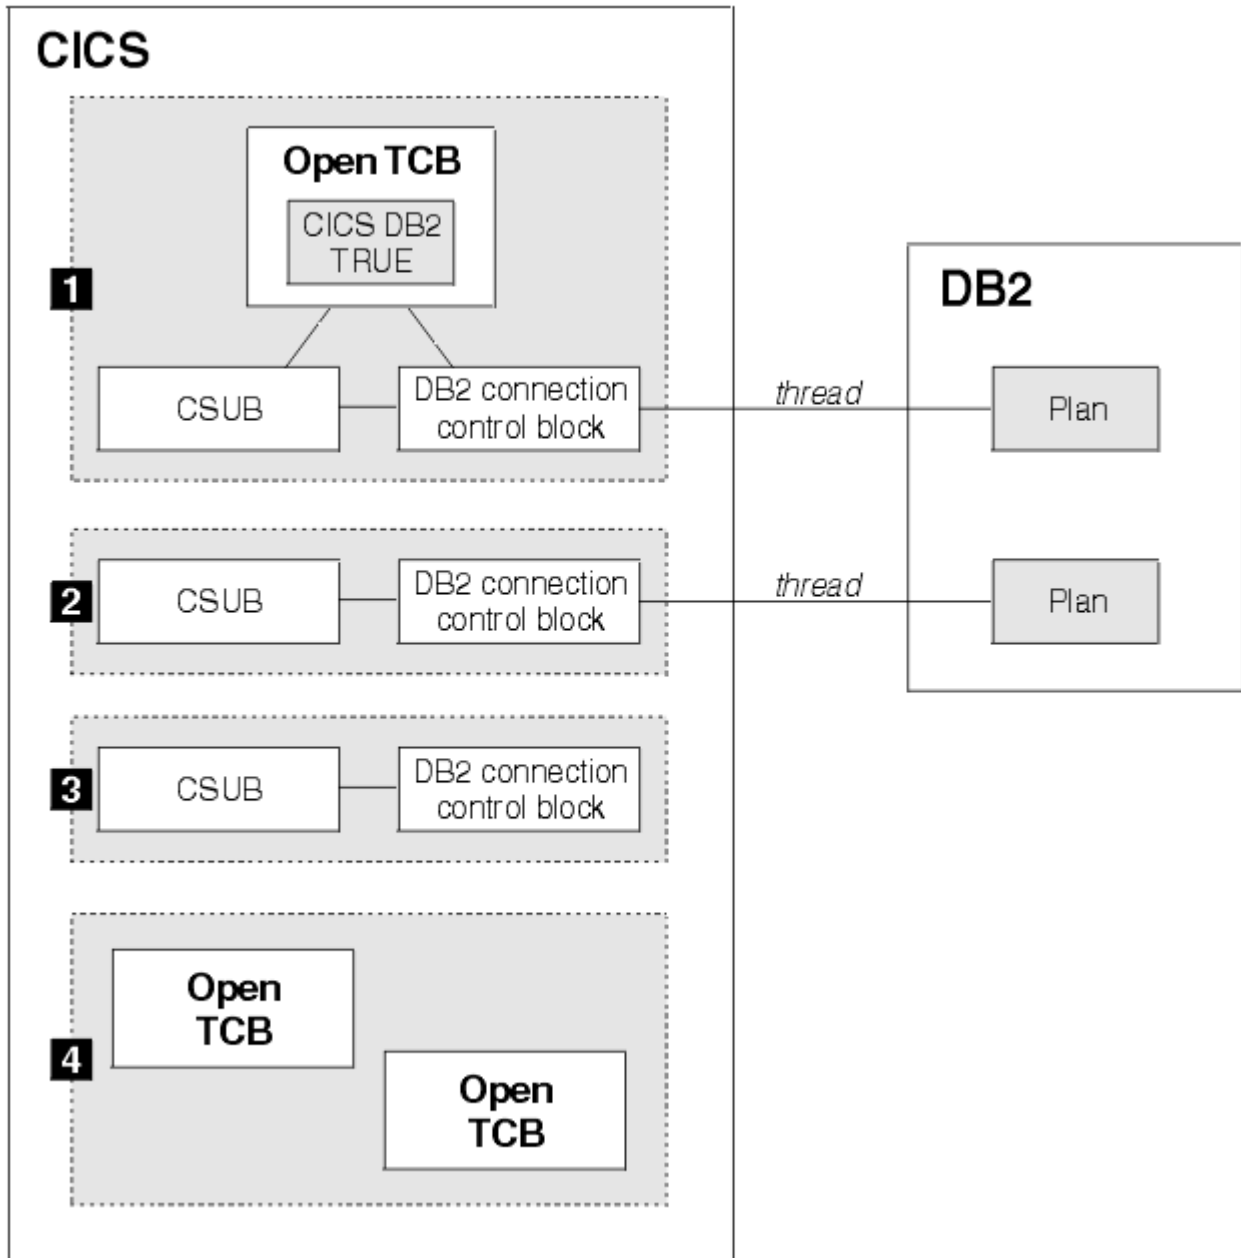 CICS
Open TCB
CICS DB2
TRUE
1
CSUB
DB2 connection
control block
thread
DB2
Plan
2
CSUB
DB2 connection
control block
thread
Plan
3
CSUB
DB2 connection
control block
4
Open
TCB
Open
TCB